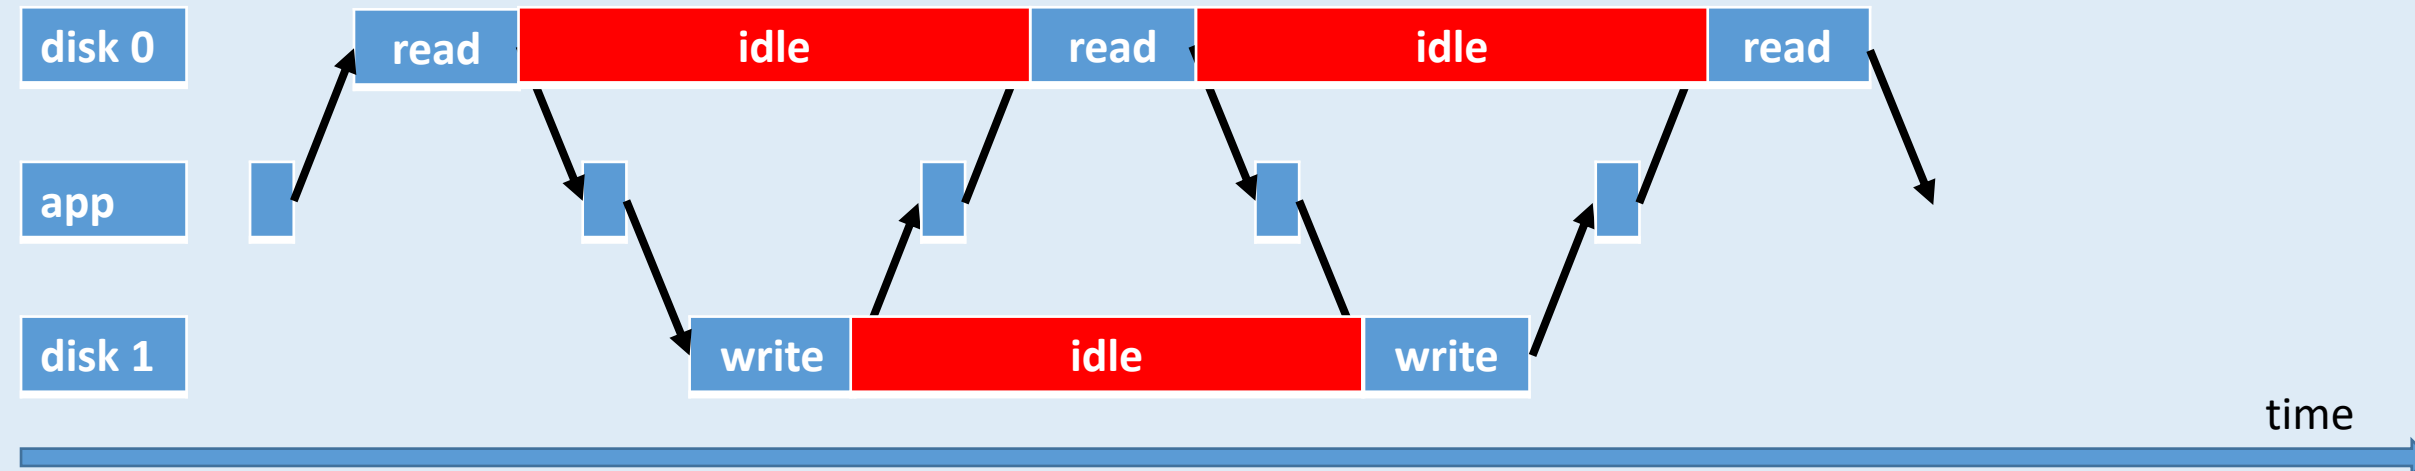 disk 0 read idle read idle read
app
disk 1 write idle write
time